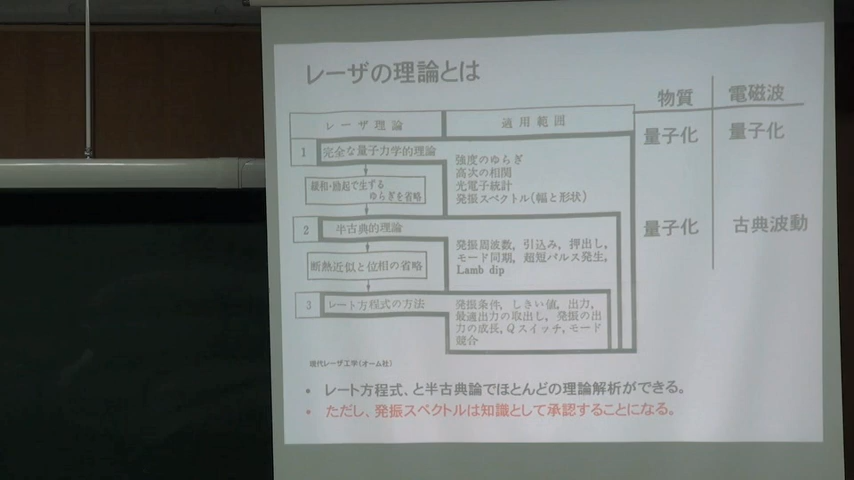 レーザの理論とは
物質 電磁波
レーザ理論 適用範囲
量子化 量子化
1 完全な量子力学的理論
強度のゆらぎ
高次の相関
光電子統計
発振スペクトル(幅と形状)
緩和・励起で生ずる
ゆらぎを省略
2 半古典的理論
量子化 古典波動
発振周波数, 引込み, 押出し,
モード同期, 超短パルス発生,
Lamb dip
断熱近似と位相の省略
3 レート方程式の方法
発振条件, しきい値, 出力,
最適出力の取出し, 発振の出
力の成長, Qスイッチ, モード
競合
現代レーザ工学(オーム社)
• レート方程式、と半古典論でほとんどの理論解析ができる。
• ただし、発振スペクトルは知識として承認することになる。